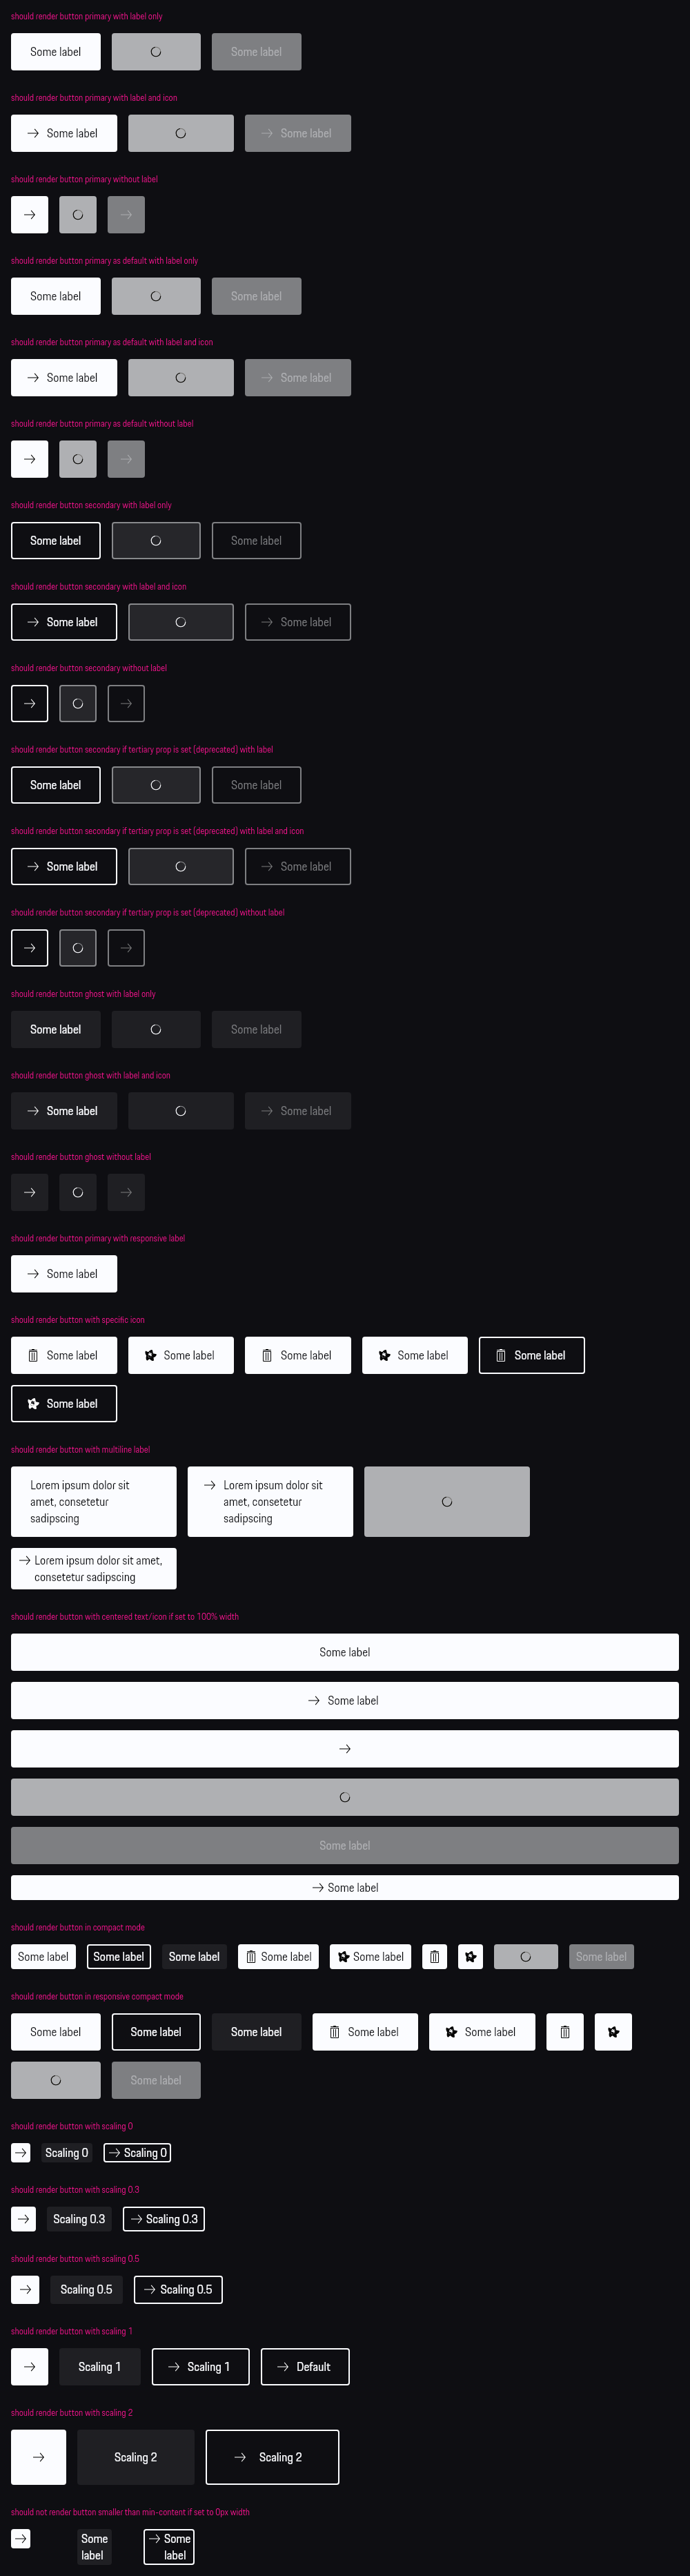 should render button primary with label only
Some label Some label
should render button primary with label and icon
Some label Some label
should render button primary without label
should render button primary as default with label only
Some label Some label
should render button primary as default with label and icon
Some label Some label
should render button primary as default without label
should render button secondary with label only
Some label Some label
should render button secondary with label and icon
Some label Some label
should render button secondary without label
should render button secondary if tertiary prop is set (deprecated) with label
Some label Some label
should render button secondary if tertiary prop is set (deprecated) with label and icon
Some label Some label
should render button secondary if tertiary prop is set (deprecated) without label
should render button ghost with label only
Some label Some label
should render button ghost with label and icon
Some label Some label
should render button ghost without label
should render button primary with responsive label
Some label
should render button with specific icon
Some label Some label Some label Some label Some label
Some label
should render button with multiline label
Lorem ipsum dolor sit
amet, consetetur
sadipscing
Lorem ipsum dolor sit
amet, consetetur
sadipscing
Lorem ipsum dolor sit amet,
consetetur sadipscing
should render button with centered text/icon if set to 100% width
Some label
Some label
Some label
Some label
should render button in compact mode
Some label Some label Some label Some label Some label Some label
should render button in responsive compact mode
Some label Some label Some label Some label Some label
Some label
should render button with scaling 0
Scaling 0 Scaling 0
should render button with scaling 0.3
Scaling 0.3 Scaling 0.3
should render button with scaling 0.5
Scaling 0.5 Scaling 0.5
should render button with scaling 1
Scaling 1 Scaling 1 Default
should render button with scaling 2
Scaling 2 Scaling 2
should not render button smaller than min-content if set to 0px width
Some
label
Some
label